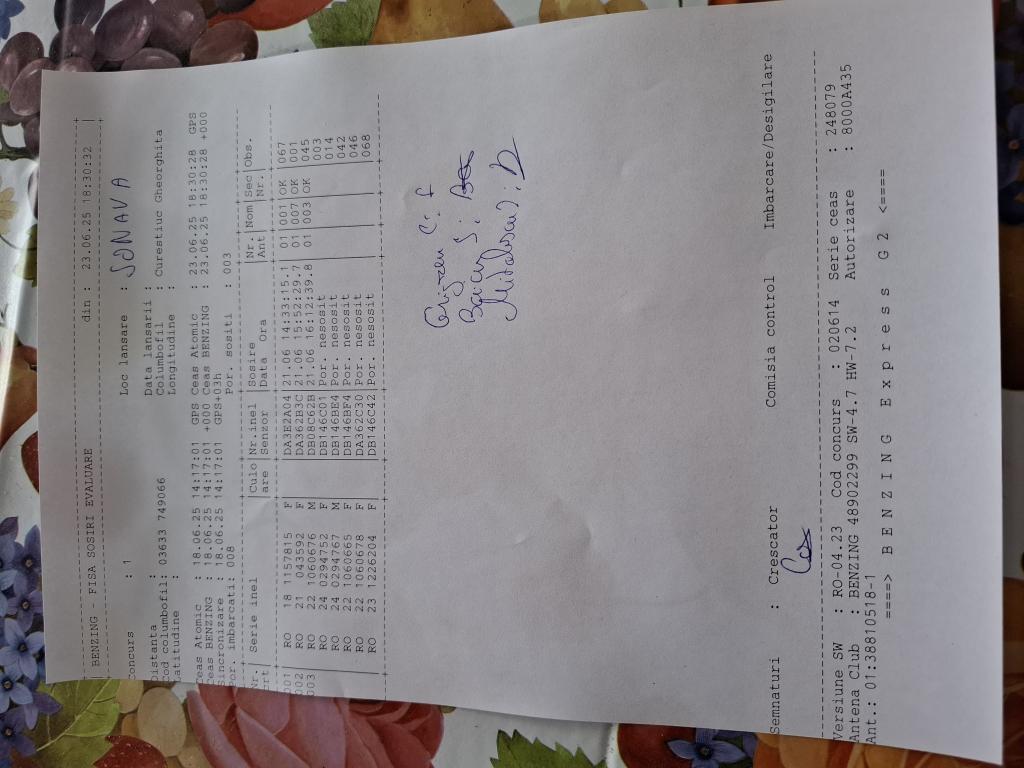 BENZING - FISA SOSIRI EVALUARE din : 23.06.25 18:30:32
Concurs : 1 Loc lansare : JDNAVA
Distanta : Data lansarii :
Cod columbofil: 03633 749066 Columbofil : Curestiuc Gheorghita
Latitudine : Longitudine :
Ceas Atomic : 18.06.25 14:17:01 GPS Ceas Atomic : 23.06.25 18:30:28 GPS
Ceas BENZING : 18.06.25 14:17:01 +000 Ceas BENZING : 23.06.25 18:30:28 +000
Sincronizare : 18.06.25 14:17:01 GPS+03h
Por. imbarcati: 008 Por. sositi : 003
Nr. Serie inel Culo Nr.inel Sosire Nr. Nom Sec Obs.
Crt are Senzor Data Ora Ant Nr.
001 RO 18 1157815 F DA3E2A04 21.06 14:33:15.1 01 001 OK 067
002 RO 21 043592 F DA362B3C 21.06 15:52:29.7 01 007 OK 001
003 RO 22 1060676 M DB08C62B 21.06 16:12:39.8 01 003 OK 045
RO 24 0294752 F DB146CC1 Por. nesosit 003
RO 24 0294767 M DB146BE4 Por. nesosit 014
RO 22 1060665 F DB146BF4 Por. nesosit 042
RO 22 1060678 F DA362C30 Por. nesosit 046
RO 23 1226204 F DB146C42 Por. nesosit 068
Semnaturi : Crescator Comisia control Imbarcare/Desigilare
Versiune SW : RO-04.23 Cod concurs : 020614 Serie ceas : 248079
Antena Club : BENZING 48902299 SW-4.7 HW-7.2 Autorizare : 8000A435
Ant.: 01:38810518-1
====> B E N Z I N G E x p r e s s G 2 <====